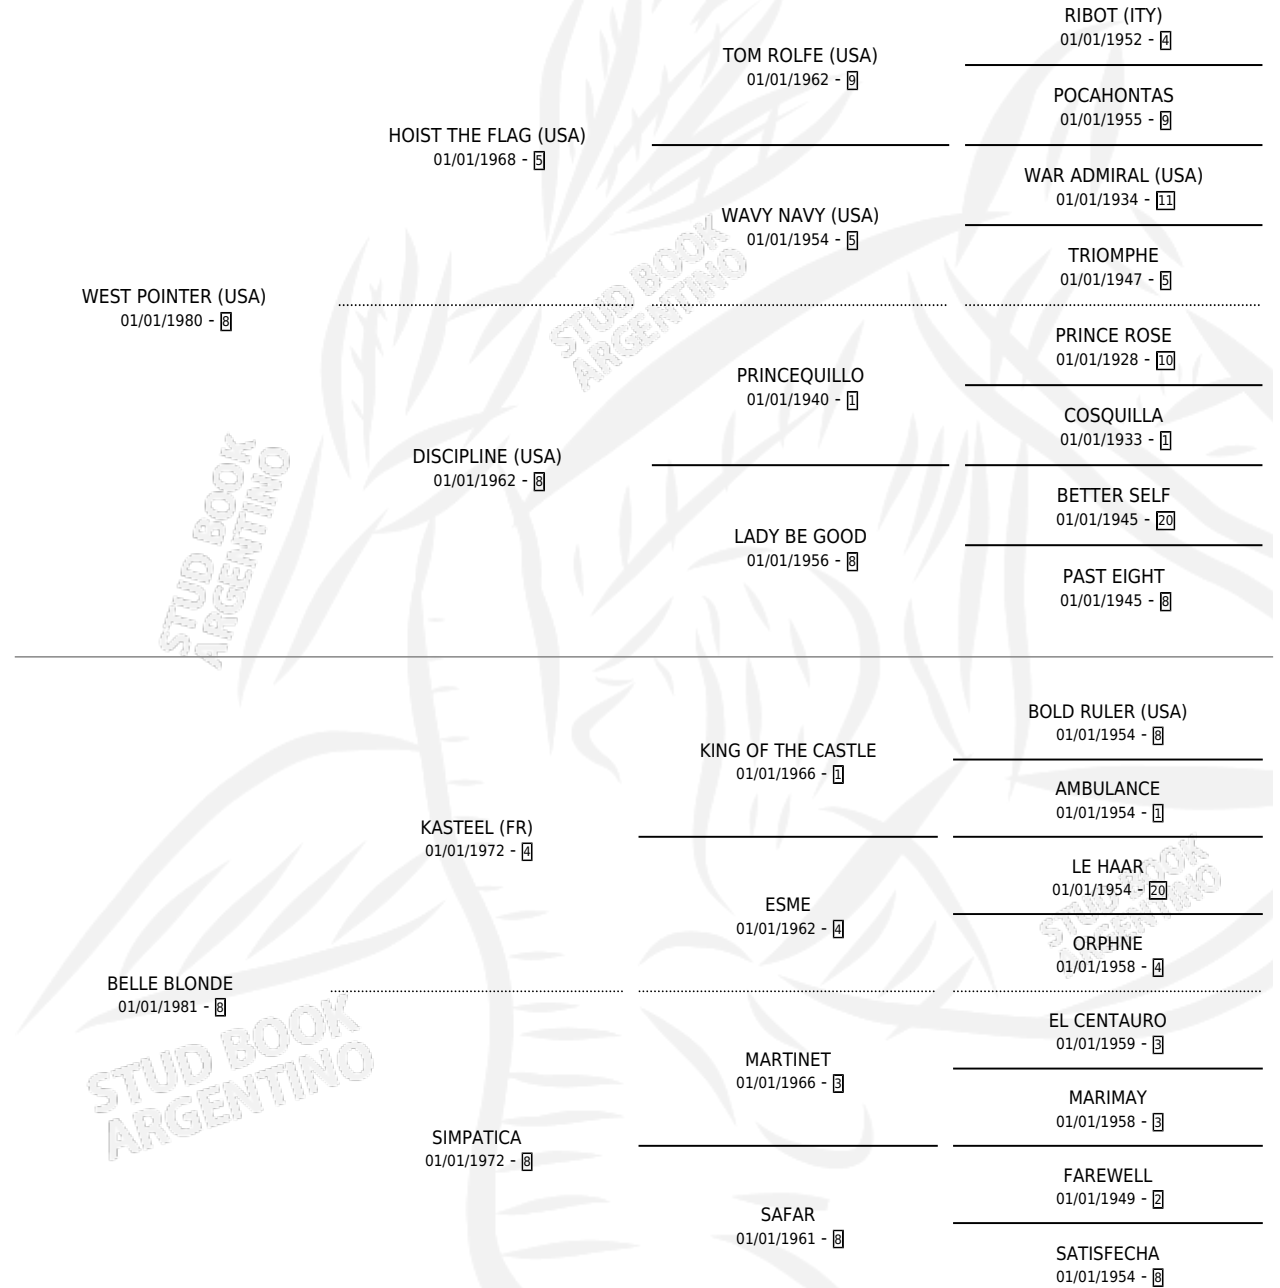 RIBOT (ITY)
01/01/1952 - 4
TOM ROLFE (USA)
01/01/1962 - 9
POCAHONTAS
01/01/1955 - 9
HOIST THE FLAG (USA)
01/01/1968 - 5
WAR ADMIRAL (USA)
01/01/1934 - 11
WAVY NAVY (USA)
01/01/1954 - 5
TRIOMPHE
01/01/1947 - 5
WEST POINTER (USA)
01/01/1980 - 8
PRINCE ROSE
01/01/1928 - 10
PRINCEQUILLO
01/01/1940 - 1
COSQUILLA
01/01/1933 - 1
DISCIPLINE (USA)
01/01/1962 - 8
BETTER SELF
01/01/1945 - 20
LADY BE GOOD
01/01/1956 - 8
PAST EIGHT
01/01/1945 - 8
BOLD RULER (USA)
01/01/1954 - 8
KING OF THE CASTLE
01/01/1966 - 1
AMBULANCE
01/01/1954 - 1
KASTEEL (FR)
01/01/1972 - 4
LE HAAR
01/01/1954 - 20
ESME
01/01/1962 - 4
ORPHNE
01/01/1958 - 4
BELLE BLONDE
01/01/1981 - 8
EL CENTAURO
01/01/1959 - 3
MARTINET
01/01/1966 - 3
MARIMAY
01/01/1958 - 3
SIMPATICA
01/01/1972 - 8
FAREWELL
01/01/1949 - 2
SAFAR
01/01/1961 - 8
SATISFECHA
01/01/1954 - 8
STUD BOOK
ARGENTINO
STUD BOOK
ARGENTINO
STUD BOOK
ARGENTINO
STUD BOOK
ARGENTINO